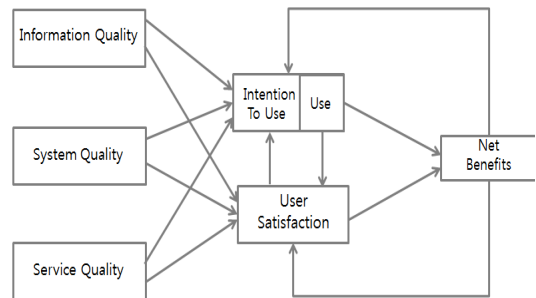 Information Quality
System Quality
Service Quality
Intention
To Use
Use
User
Satisfaction
Net
Benefits